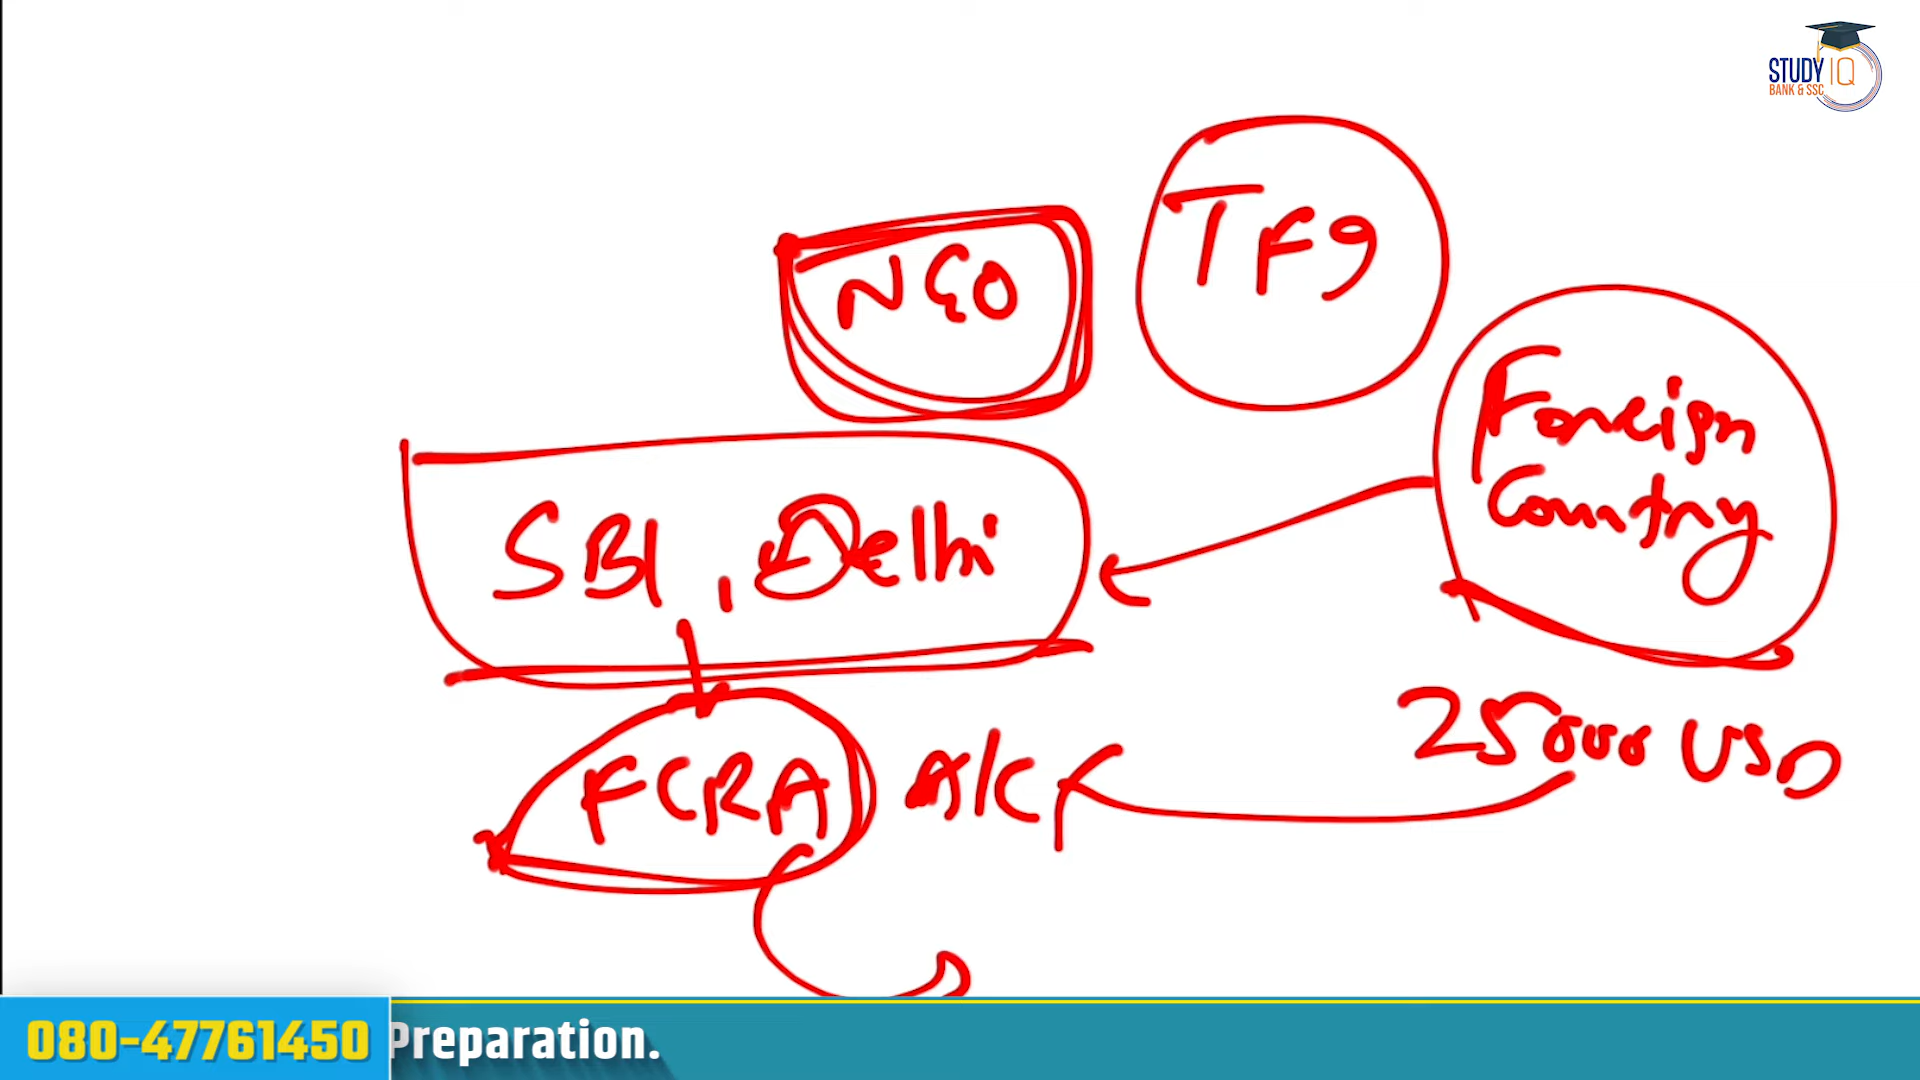 STUDY IQ
BANK & SSC
TF9
NGO
Foreign
Country
SBI, Delhi
25000 USD
FCRA A/C
080-47761450 Preparation.